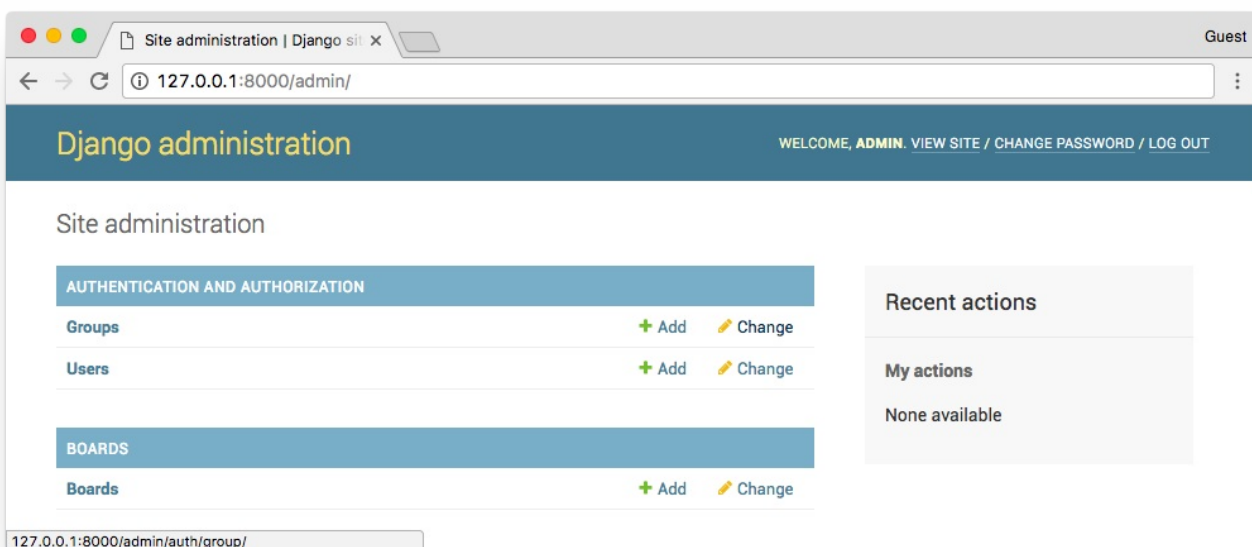 Site administration | Django sit
Guest
127.0.0.1:8000/admin/
Django administration
WELCOME, ADMIN. VIEW SITE / CHANGE PASSWORD / LOG OUT
Site administration
AUTHENTICATION AND AUTHORIZATION
Groups Add Change
Users Add Change
BOARDS
Boards Add Change
Recent actions
My actions
None available
127.0.0.1:8000/admin/auth/group/